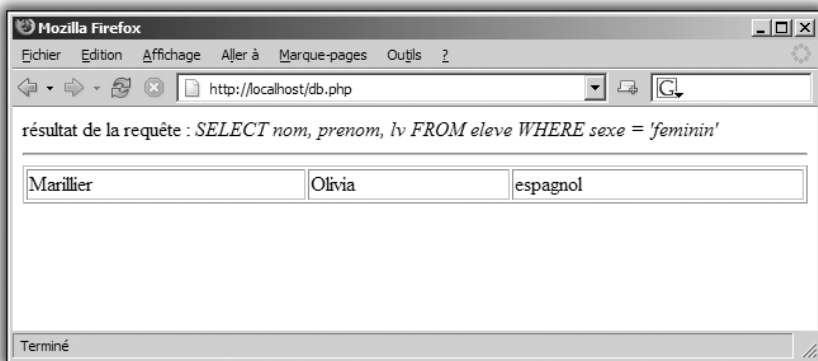 Mozilla Firefox
Fichier Edition Affichage Aller à Marque-pages Outils ?
http://localhost/db.php G
résultat de la requête : SELECT nom, prenom, lv FROM eleve WHERE sexe = 'feminin'
Marillier Olivia espagnol
Terminé